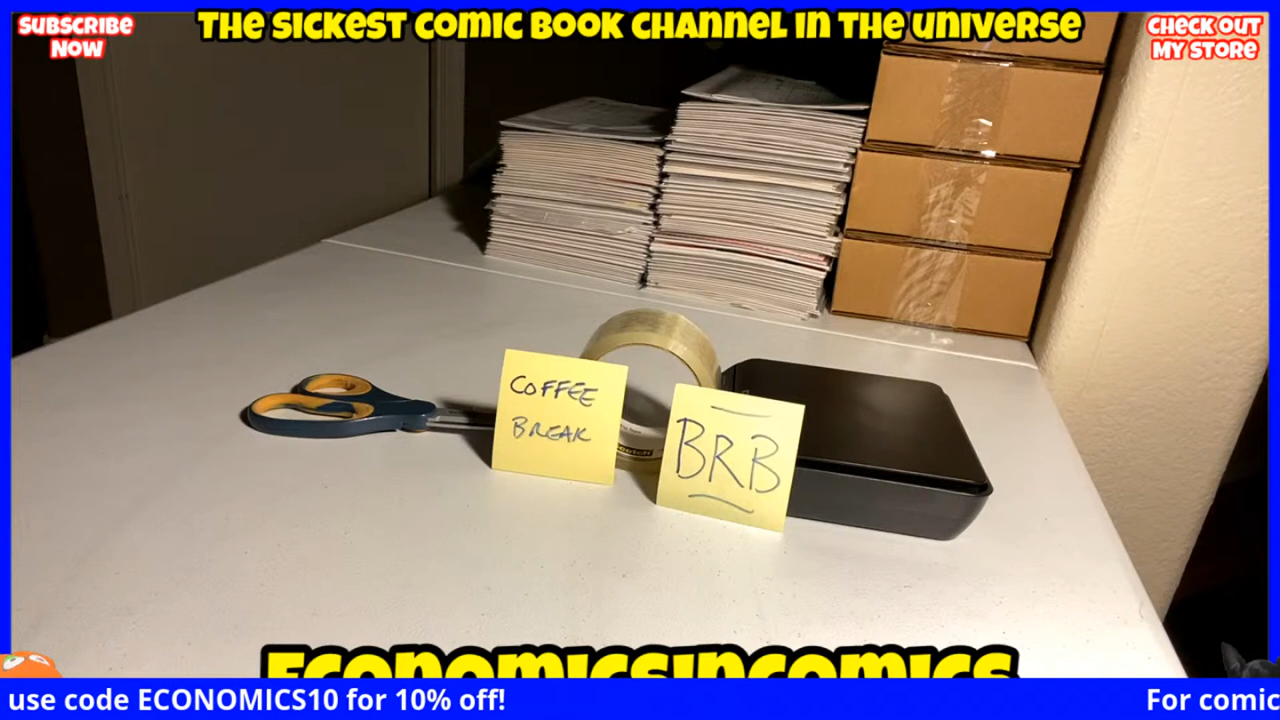 SUBSCRIBE
NOW
THE SICKEST COMIC BOOK CHANNEL IN THE UNIVERSE
CHECK OUT
MY STORE
COFFEE
BREAK
BRB
ECONOMICSINCOMICS
use code ECONOMICS10 for 10% off!
For comic